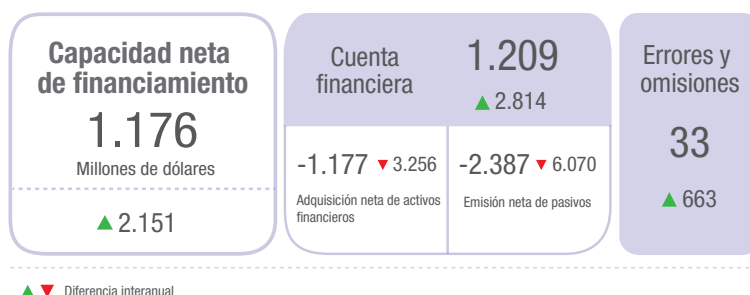 Capacidad neta
de financiamiento
1.176
Millones de dólares
▲ 2.151
Cuenta
financiera
1.209
▲ 2.814
-1.177 ▼ 3.256
Adquisición neta de activos
financieros
-2.387 ▼ 6.070
Emisión neta de pasivos
Errores y
omisiones
33
▲ 663
▲ ▼ Diferencia interanual